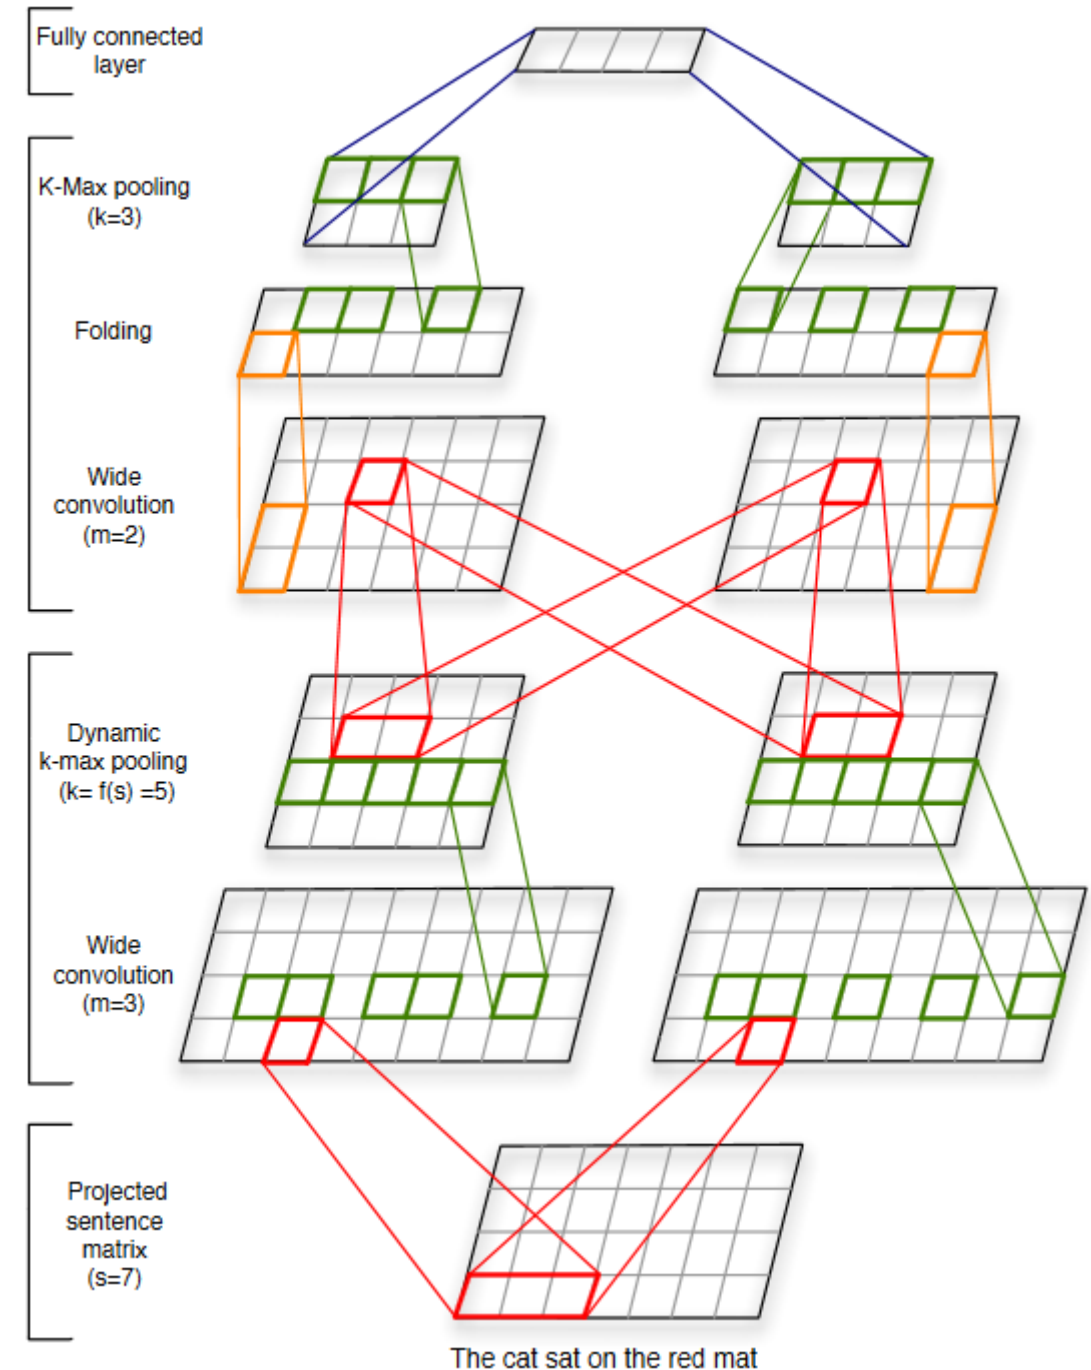 Fully connected
layer
K-Max pooling
(k=3)
Folding
Wide
convolution
(m=2)
Dynamic
k-max pooling
(k= f(s) =5)
Wide
convolution
(m=3)
Projected
sentence
matrix
(s=7)
The cat sat on the red mat